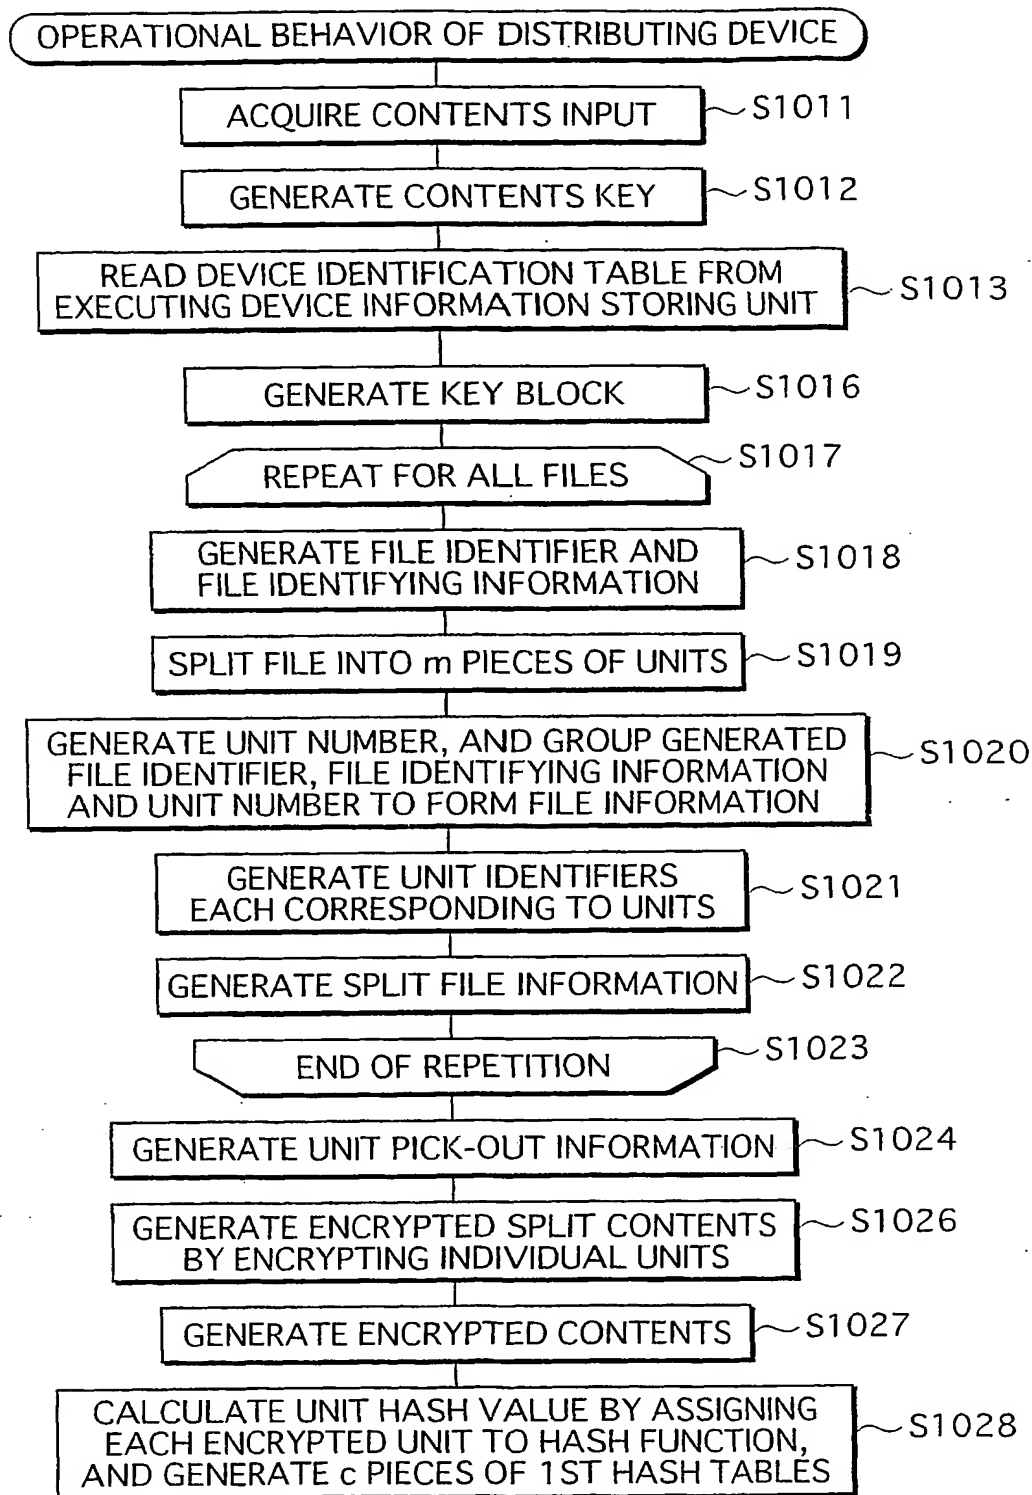 OPERATIONAL BEHAVIOR OF DISTRIBUTING DEVICE
ACQUIRE CONTENTS INPUT
S1011
GENERATE CONTENTS KEY
S1012
READ DEVICE IDENTIFICATION TABLE FROM
EXECUTING DEVICE INFORMATION STORING UNIT
S1013
GENERATE KEY BLOCK
S1016
REPEAT FOR ALL FILES
S1017
GENERATE FILE IDENTIFIER AND
FILE IDENTIFYING INFORMATION
S1018
SPLIT FILE INTO m PIECES OF UNITS
S1019
GENERATE UNIT NUMBER, AND GROUP GENERATED
FILE IDENTIFIER, FILE IDENTIFYING INFORMATION
AND UNIT NUMBER TO FORM FILE INFORMATION
S1020
GENERATE UNIT IDENTIFIERS
EACH CORRESPONDING TO UNITS
S1021
GENERATE SPLIT FILE INFORMATION
S1022
END OF REPETITION
S1023
GENERATE UNIT PICK-OUT INFORMATION
S1024
GENERATE ENCRYPTED SPLIT CONTENTS
BY ENCRYPTING INDIVIDUAL UNITS
S1026
GENERATE ENCRYPTED CONTENTS
S1027
CALCULATE UNIT HASH VALUE BY ASSIGNING
EACH ENCRYPTED UNIT TO HASH FUNCTION,
AND GENERATE c PIECES OF 1ST HASH TABLES
S1028